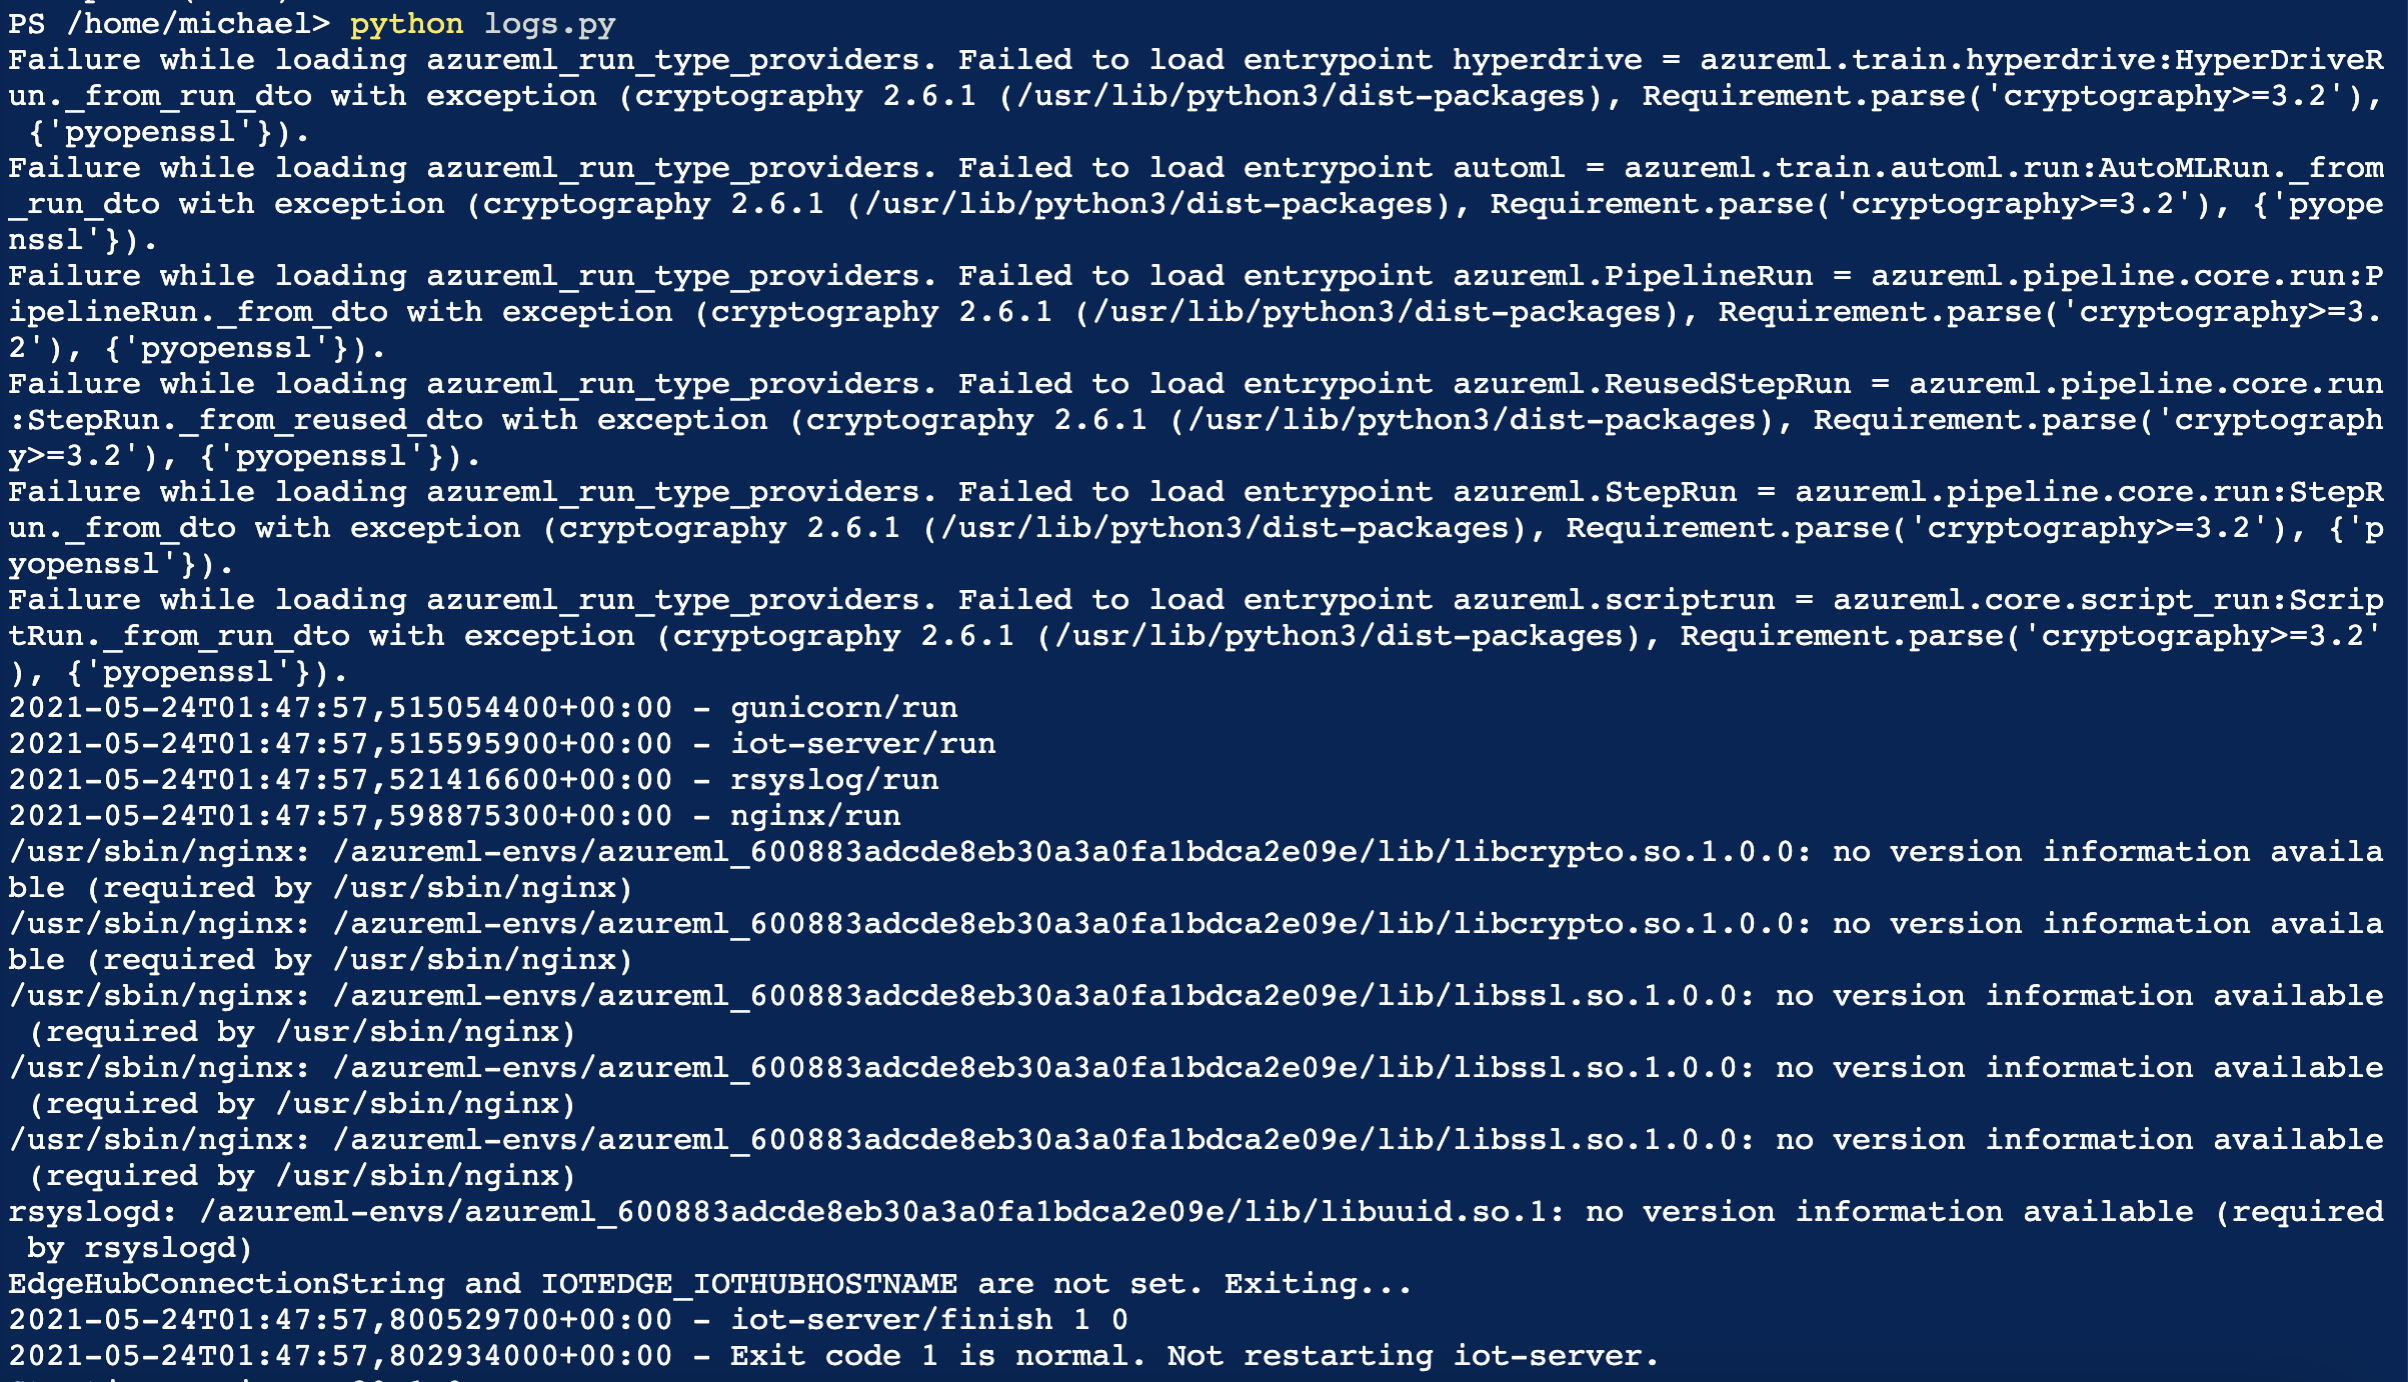 PS /home/michael> python logs.py
Failure while loading azureml_run_type_providers. Failed to load entrypoint hyperdrive = azureml.train.hyperdrive:HyperDriveR
un._from_run_dto with exception (cryptography 2.6.1 (/usr/lib/python3/dist-packages), Requirement.parse('cryptography>=3.2'),
 {'pyopenssl'}).
Failure while loading azureml_run_type_providers. Failed to load entrypoint automl = azureml.train.automl.run:AutoMLRun._from
_run_dto with exception (cryptography 2.6.1 (/usr/lib/python3/dist-packages), Requirement.parse('cryptography>=3.2'), {'pyope
nssl'}).
Failure while loading azureml_run_type_providers. Failed to load entrypoint azureml.PipelineRun = azureml.pipeline.core.run:P
ipelineRun._from_dto with exception (cryptography 2.6.1 (/usr/lib/python3/dist-packages), Requirement.parse('cryptography>=3.
2'), {'pyopenssl'}).
Failure while loading azureml_run_type_providers. Failed to load entrypoint azureml.ReusedStepRun = azureml.pipeline.core.run
:StepRun._from_reused_dto with exception (cryptography 2.6.1 (/usr/lib/python3/dist-packages), Requirement.parse('cryptograph
y>=3.2'), {'pyopenssl'}).
Failure while loading azureml_run_type_providers. Failed to load entrypoint azureml.StepRun = azureml.pipeline.core.run:StepR
un._from_dto with exception (cryptography 2.6.1 (/usr/lib/python3/dist-packages), Requirement.parse('cryptography>=3.2'), {'p
yopenssl'}).
Failure while loading azureml_run_type_providers. Failed to load entrypoint azureml.scriptrun = azureml.core.script_run:Scrip
tRun._from_run_dto with exception (cryptography 2.6.1 (/usr/lib/python3/dist-packages), Requirement.parse('cryptography>=3.2'
), {'pyopenssl'}).
2021-05-24T01:47:57,515054400+00:00 - gunicorn/run
2021-05-24T01:47:57,515595900+00:00 - iot-server/run
2021-05-24T01:47:57,521416600+00:00 - rsyslog/run
2021-05-24T01:47:57,598875300+00:00 - nginx/run
/usr/sbin/nginx: /azureml-envs/azureml_600883adcde8eb30a3a0fa1bdca2e09e/lib/libcrypto.so.1.0.0: no version information availa
ble (required by /usr/sbin/nginx)
/usr/sbin/nginx: /azureml-envs/azureml_600883adcde8eb30a3a0fa1bdca2e09e/lib/libcrypto.so.1.0.0: no version information availa
ble (required by /usr/sbin/nginx)
/usr/sbin/nginx: /azureml-envs/azureml_600883adcde8eb30a3a0fa1bdca2e09e/lib/libssl.so.1.0.0: no version information available
 (required by /usr/sbin/nginx)
/usr/sbin/nginx: /azureml-envs/azureml_600883adcde8eb30a3a0fa1bdca2e09e/lib/libssl.so.1.0.0: no version information available
 (required by /usr/sbin/nginx)
/usr/sbin/nginx: /azureml-envs/azureml_600883adcde8eb30a3a0fa1bdca2e09e/lib/libssl.so.1.0.0: no version information available
 (required by /usr/sbin/nginx)
rsyslogd: /azureml-envs/azureml_600883adcde8eb30a3a0fa1bdca2e09e/lib/libuuid.so.1: no version information available (required
 by rsyslogd)
EdgeHubConnectionString and IOTEDGE_IOTHUBHOSTNAME are not set. Exiting...
2021-05-24T01:47:57,800529700+00:00 - iot-server/finish 1 0
2021-05-24T01:47:57,802934000+00:00 - Exit code 1 is normal. Not restarting iot-server.